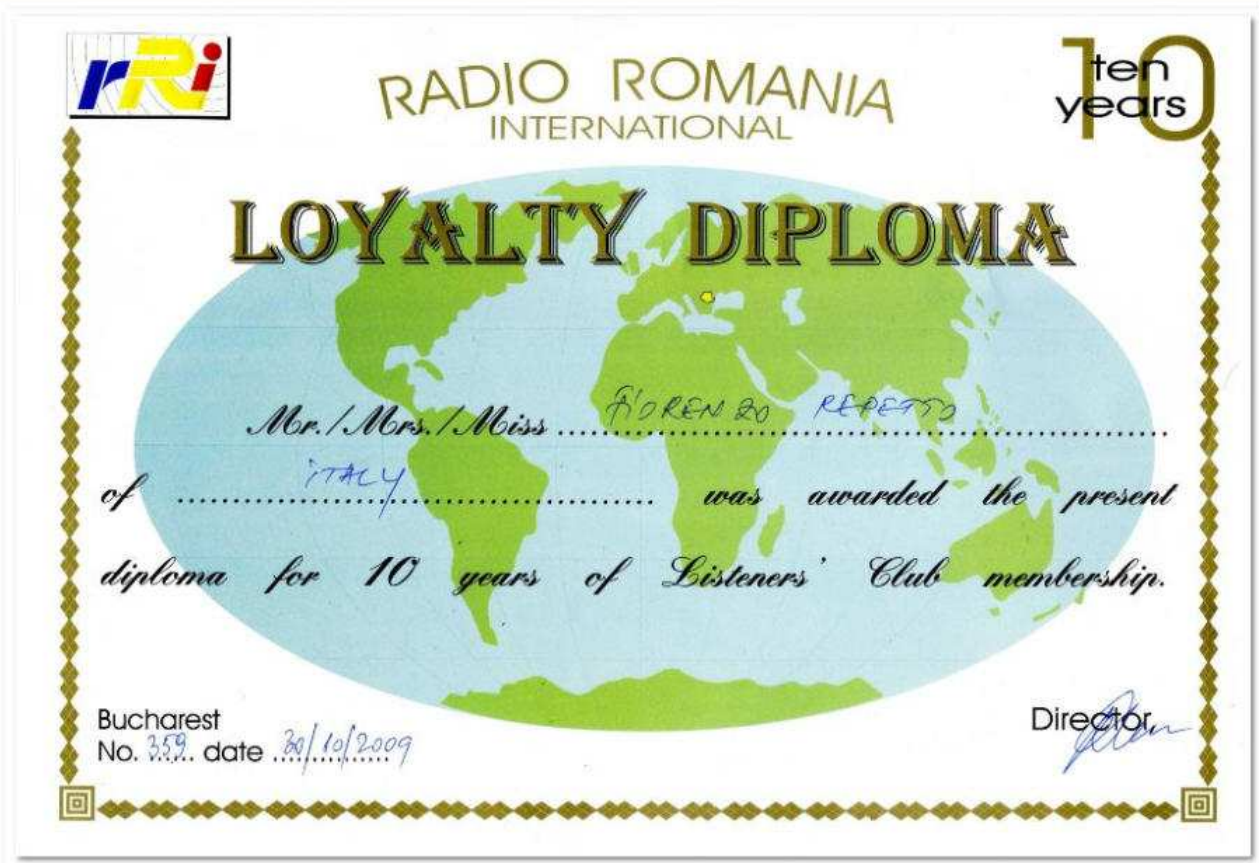 rRi
RADIO ROMANIA
INTERNATIONAL
10
ten
years
LOYALTY DIPLOMA
Mr./Mrs./Miss ........ FIORENZO REPETTO ........
of ........ ITALY ........ was awarded the present
diploma for 10 years of Listeners' Club membership.
Bucharest
No. 359 date 30/10/2009
Director,